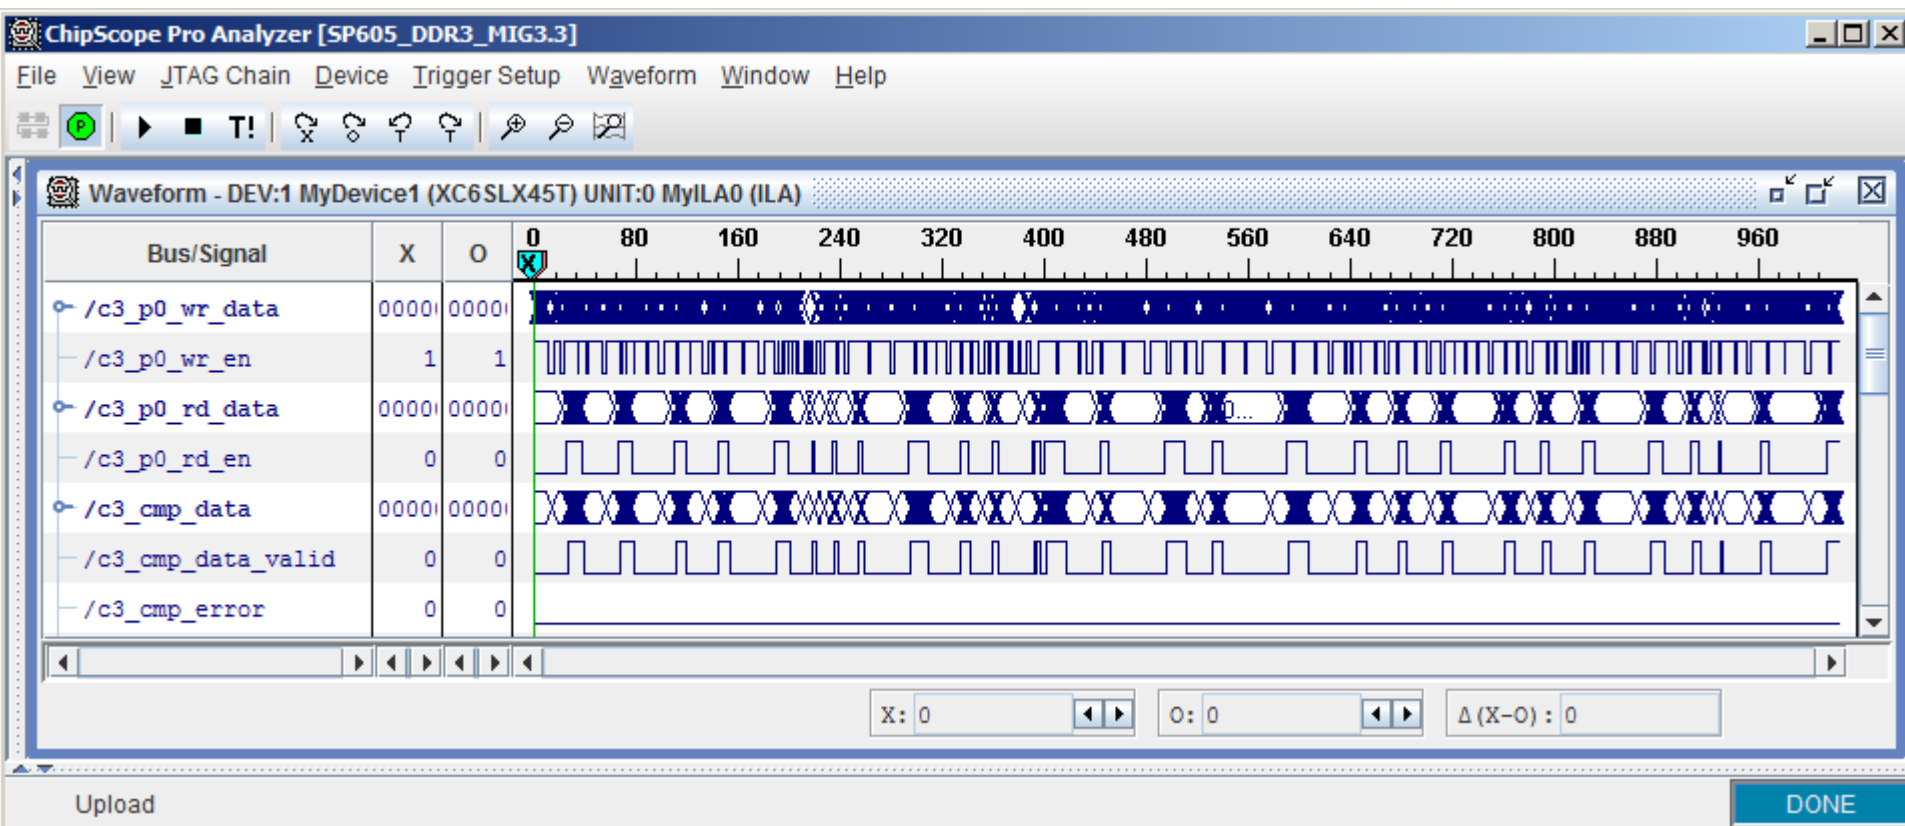 ChipScope Pro Analyzer [SP605_DDR3_MIG3.3]
File View JTAG Chain Device Trigger Setup Waveform Window Help
P T! X O T T
Waveform - DEV:1 MyDevice1 (XC6SLX45T) UNIT:0 MyILA0 (ILA)
Bus/Signal X O 0 80 160 240 320 400 480 560 640 720 800 880 960
X
/c3_p0_wr_data 0000 0000
/c3_p0_wr_en 1 1
/c3_p0_rd_data 0000 0000 0...
/c3_p0_rd_en 0 0
/c3_cmp_data 0000 0000
/c3_cmp_data_valid 0 0
/c3_cmp_error 0 0
X: 0 O: 0 Δ(X-O): 0
Upload DONE